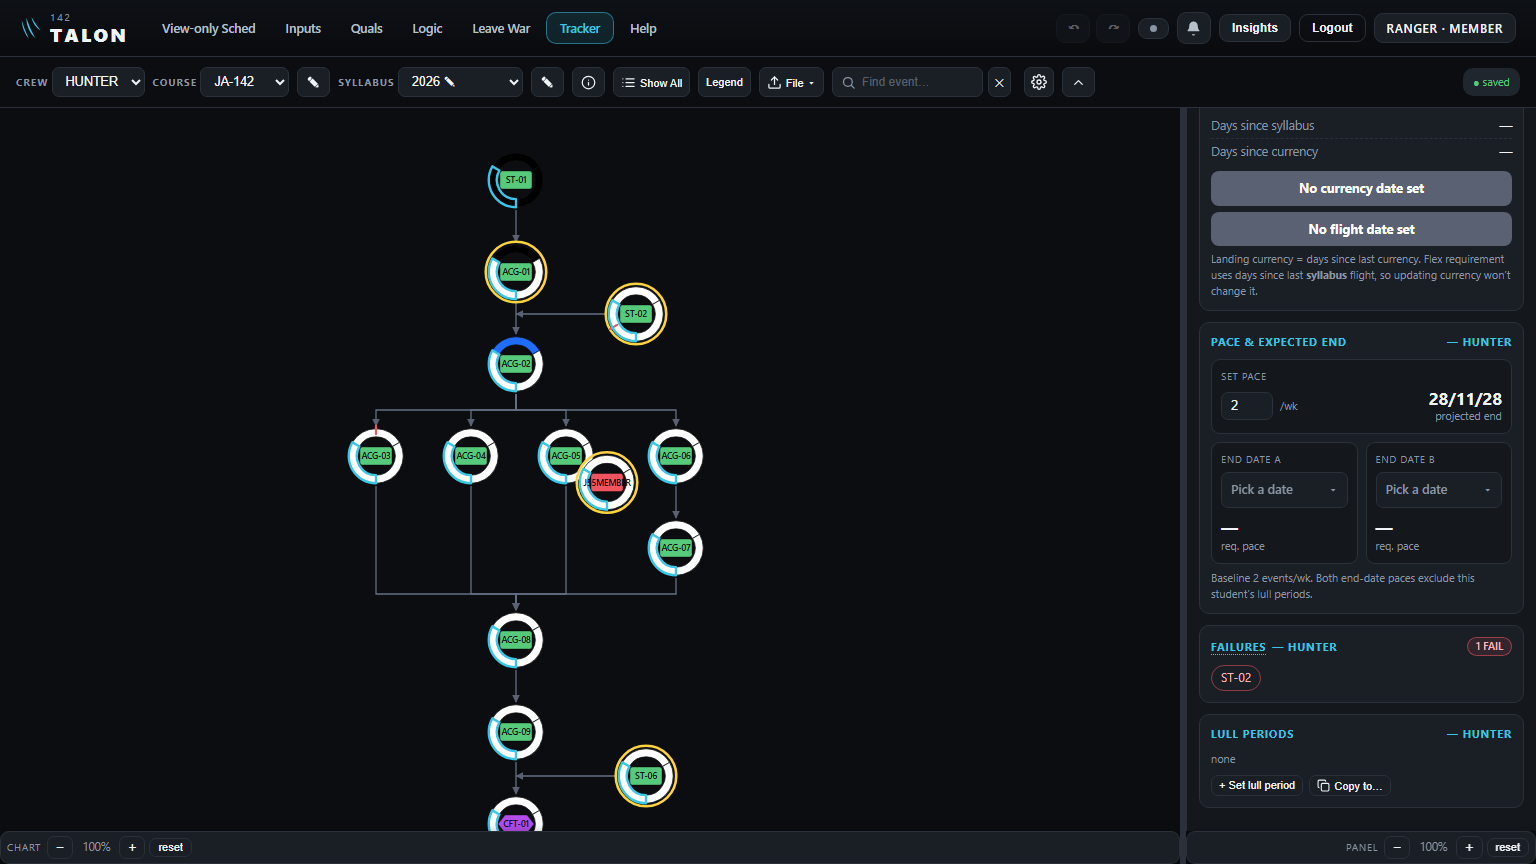 142
TALON
View-only Sched
Inputs
Quals
Logic
Leave War
Tracker
Help
Insights
Logout
RANGER · MEMBER
CREW
HUNTER
COURSE
JA-142
SYLLABUS
2026
Show All
Legend
File
Find event...
saved
ST-01
ACG-01
ST-02
ACG-02
ACG-03
ACG-04
ACG-05
ACG-06
ACG-07
ACG-08
ACG-09
ST-06
CFT-01
Days since syllabus —
Days since currency —
No currency date set
No flight date set
Landing currency = days since last currency. Flex requirement
uses days since last syllabus flight, so updating currency won't
change it.
PACE & EXPECTED END — HUNTER
SET PACE
2 /wk
28/11/28
projected end
END DATE A
Pick a date
—
req. pace
END DATE B
Pick a date
—
req. pace
Baseline 2 events/wk. Both end-date paces exclude this
student's lull periods.
FAILURES — HUNTER
1 FAIL
ST-02
LULL PERIODS — HUNTER
none
+ Set lull period
Copy to...
CHART − 100% + reset
PANEL − 100% + reset